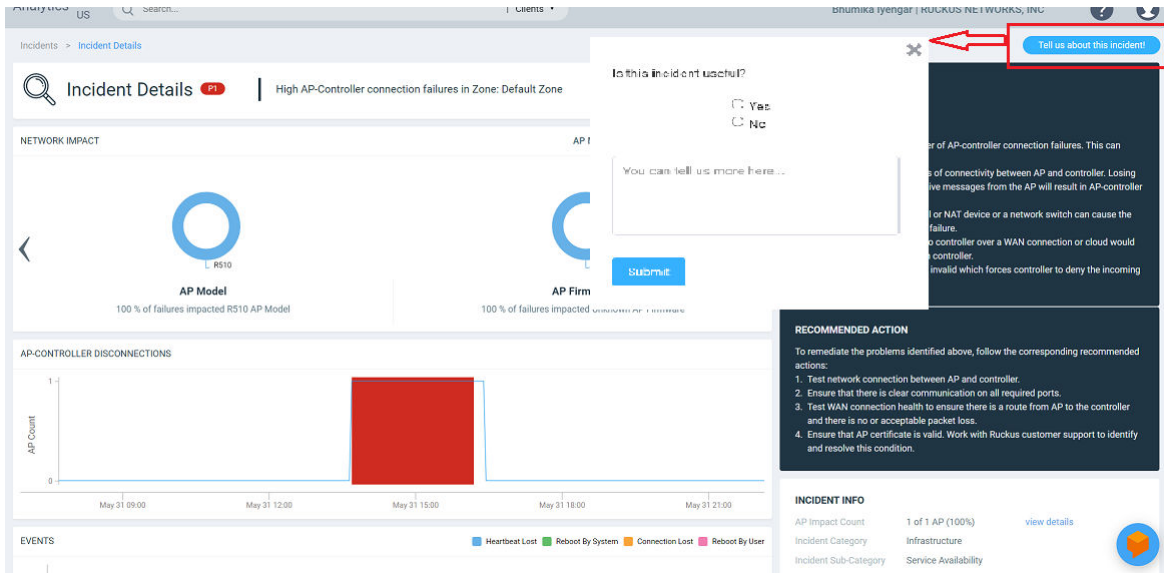 Analytics
US
Search...
Clients
Bhumika Iyengar | RUCKUS NETWORKS, INC
?
Incidents > Incident Details
Tell us about this incident!
Incident Details P1
High AP-Controller connection failures in Zone: Default Zone
Is this incident useful?
Yes
No
You can tell us more here...
Submit
NETWORK IMPACT
R510
AP Model
100 % of failures impacted R510 AP Model
AP Firm
100 % of failures impacted Unknown AP Firmware
of AP-controller connection failures. This can
of connectivity between AP and controller. Losing
messages from the AP will result in AP-controller
or NAT device or a network switch can cause the
failure.
controller over a WAN connection or cloud would
controller.
invalid which forces controller to deny the incoming
RECOMMENDED ACTION
To remediate the problems identified above, follow the corresponding recommended
actions:
1. Test network connection between AP and controller.
2. Ensure that there is clear communication on all required ports.
3. Test WAN connection health to ensure there is a route from AP to the controller
and there is no or acceptable packet loss.
4. Ensure that AP certificate is valid. Work with Ruckus customer support to identify
and resolve this condition.
AP-CONTROLLER DISCONNECTIONS
AP Count
1
0
May 31 09:00
May 31 12:00
May 31 15:00
May 31 18:00
May 31 21:00
INCIDENT INFO
AP Impact Count 1 of 1 AP (100%) view details
Incident Category Infrastructure
Incident Sub-Category Service Availability
EVENTS
Heartbeat Lost Reboot By System Connection Lost Reboot By User